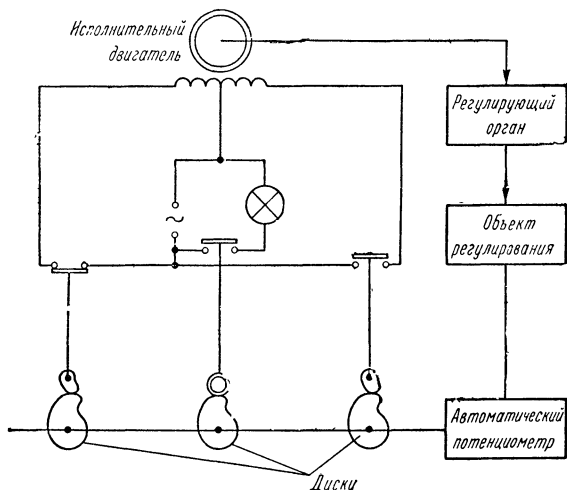 Исполнительный
двигатель
Регулирующий
орган
Объект
регулирования
Автоматический
потенциометр
Диски